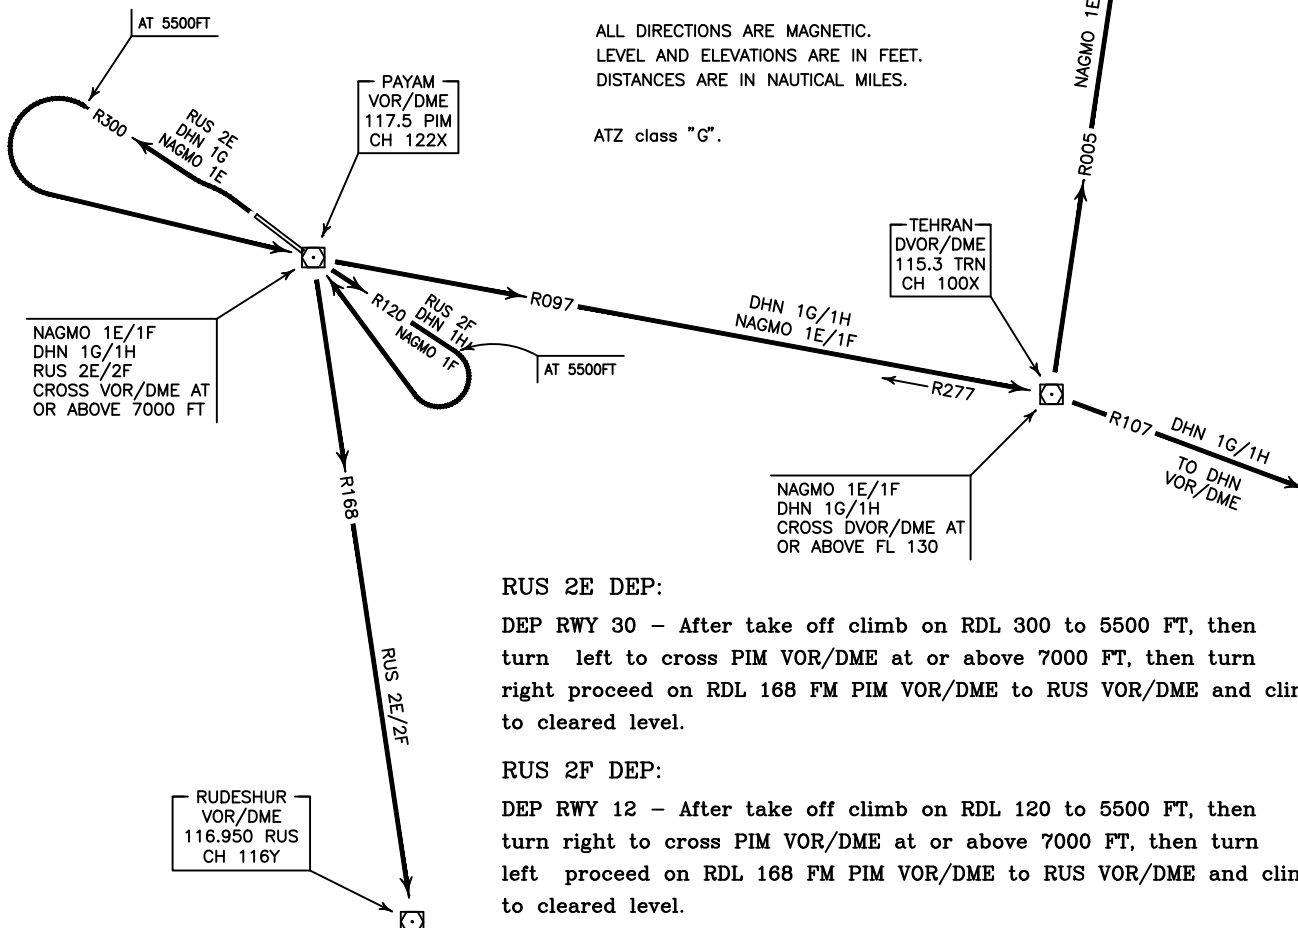 AT 5500FT
ALL DIRECTIONS ARE MAGNETIC.
LEVEL AND ELEVATIONS ARE IN FEET.
DISTANCES ARE IN NAUTICAL MILES.
ATZ class "G".
NAGMO 1E
R005
PAYAM
VOR/DME
117.5 PIM
CH 122X
R300
RUS 2E
DHN 1G
NAGMO 1E
TEHRAN
DVOR/DME
115.3 TRN
CH 100X
R097
DHN 1G/1H
NAGMO 1E/1F
R120
RUS 2F
DHN 1H
NAGMO 1F
AT 5500FT
R277
R107
DHN 1G/1H
TO DHN
VOR/DME
NAGMO 1E/1F
DHN 1G/1H
RUS 2E/2F
CROSS VOR/DME AT
OR ABOVE 7000 FT
R168
NAGMO 1E/1F
DHN 1G/1H
CROSS DVOR/DME AT
OR ABOVE FL 130
RUS 2E/2F
RUS 2E DEP:
DEP RWY 30 – After take off climb on RDL 300 to 5500 FT, then
turn left to cross PIM VOR/DME at or above 7000 FT, then turn
right proceed on RDL 168 FM PIM VOR/DME to RUS VOR/DME and
to cleared level.
RUS 2F DEP:
DEP RWY 12 – After take off climb on RDL 120 to 5500 FT, then
turn right to cross PIM VOR/DME at or above 7000 FT, then turn
left proceed on RDL 168 FM PIM VOR/DME to RUS VOR/DME and
to cleared level.
RUDESHUR
VOR/DME
116.950 RUS
CH 116Y